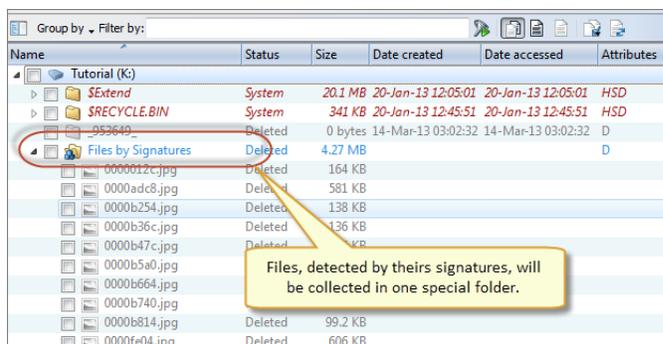 Group by Filter by:
Name Status Size Date created Date accessed Attributes
Tutorial (K:)
$Extend System 20.1 MB 20-Jan-13 12:05:01 20-Jan-13 12:05:01 HSD
$RECYCLE.BIN System 341 KB 20-Jan-13 12:45:51 20-Jan-13 12:45:51 HSD
_953649_ Deleted 0 bytes 14-Mar-13 03:02:32 14-Mar-13 03:02:32 D
Files by Signatures Deleted 4.27 MB D
0000012c.jpg Deleted 164 KB
0000adc8.jpg Deleted 581 KB
0000b254.jpg Deleted 138 KB
0000b36c.jpg Deleted 136 KB
0000b47c.jpg KB
0000b5a0.jpg
0000b664.jpg
0000b740.jpg
0000b814.jpg Deleted 99.2 KB
0000fe04.jpg Deleted 606 KB
Files, detected by theirs signatures, will
be collected in one special folder.